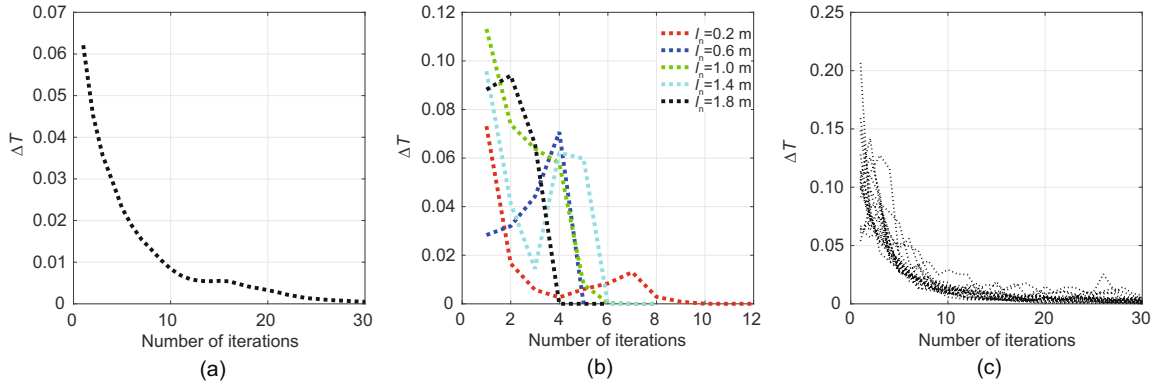 0.07
0.06
0.05
0.04
0.03
0.02
0.01
0
ΔT
0
10
20
30
Number of iterrations
(a)
0.12
0.10
0.08
0.06
0.04
0.02
0
ΔT
lₙ=0.2 m
lₙ=0.6 m
lₙ=1.0 m
lₙ=1.4 m
lₙ=1.8 m
0
2
4
6
8
10
12
Number of iterations
(b)
0.25
0.20
0.15
0.10
0.05
0
ΔT
0
10
20
30
Number of iterations
(c)